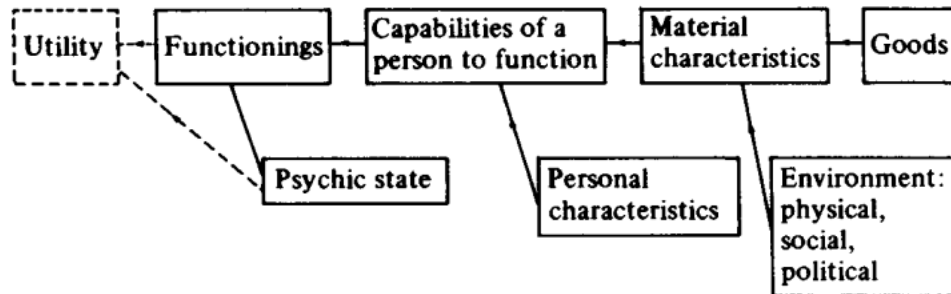 Utility
Functionings
Capabilities of a
person to function
Material
characteristics
Goods
Psychic state
Personal
characteristics
Environment:
physical,
social,
political